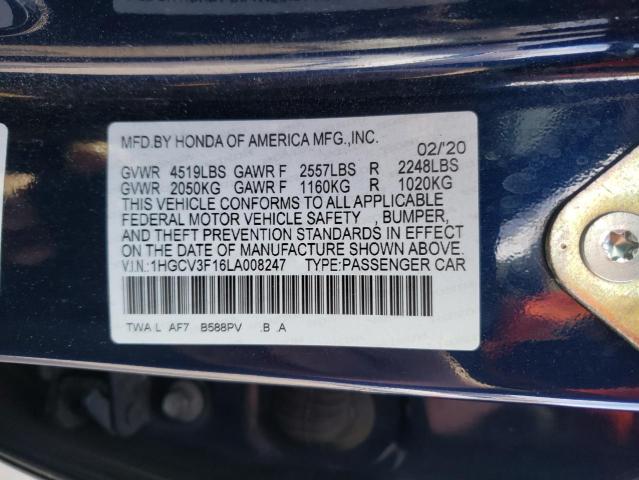 MFD.BY HONDA OF AMERICA MFG.,INC. 02/'20
GVWR 4519LBS GAWR F 2557LBS R 2248LBS
GVWR 2050KG GAWR F 1160KG R 1020KG
THIS VEHICLE CONFORMS TO ALL APPLICABLE
FEDERAL MOTOR VEHICLE SAFETY , BUMPER,
AND THEFT PREVENTION STANDARDS IN EFFECT
ON THE DATE OF MANUFACTURE SHOWN ABOVE.
V.I.N.:1HGCV3F16LA008247 TYPE:PASSENGER CAR
TWA L AF7 B588PV .B .A